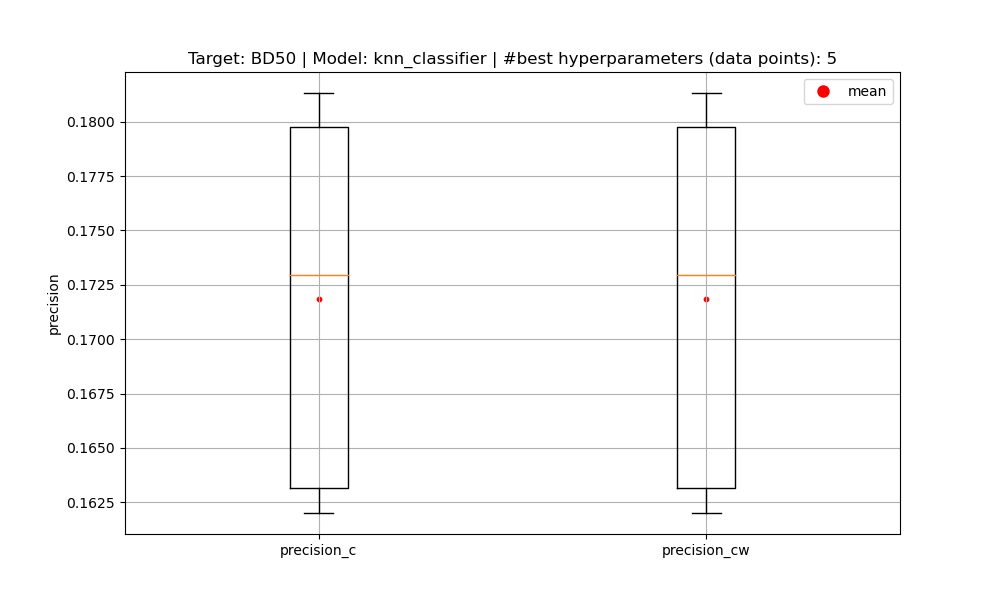 Target: BD50 | Model: knn_classifier | #best hyperparameters (data points): 5
mean
0.1800
0.1775
0.1750
0.1725
0.1700
0.1675
0.1650
0.1625
precision
precision_c
precision_cw